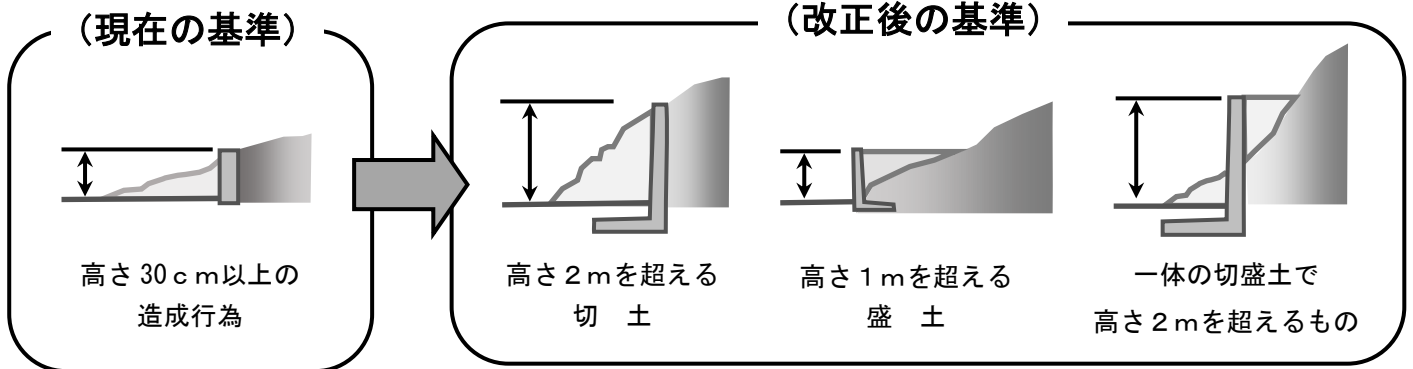 （現在の基準）
高さ30ｃｍ以上の
造成行為
（改正後の基準）
高さ２ｍを超える
切　土
高さ１ｍを超える
盛　土
一体の切盛土で
高さ２ｍを超えるもの